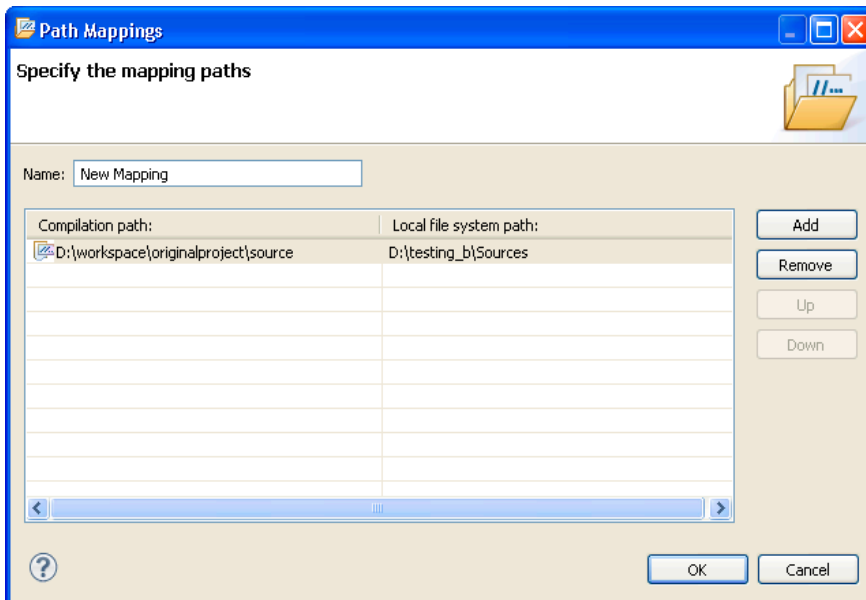 Path Mappings
Specify the mapping paths
Name: New Mapping
Compilation path: Local file system path:
D:\workspace\originalproject\source D:\testing_b\Sources
Add
Remove
Up
Down
OK Cancel